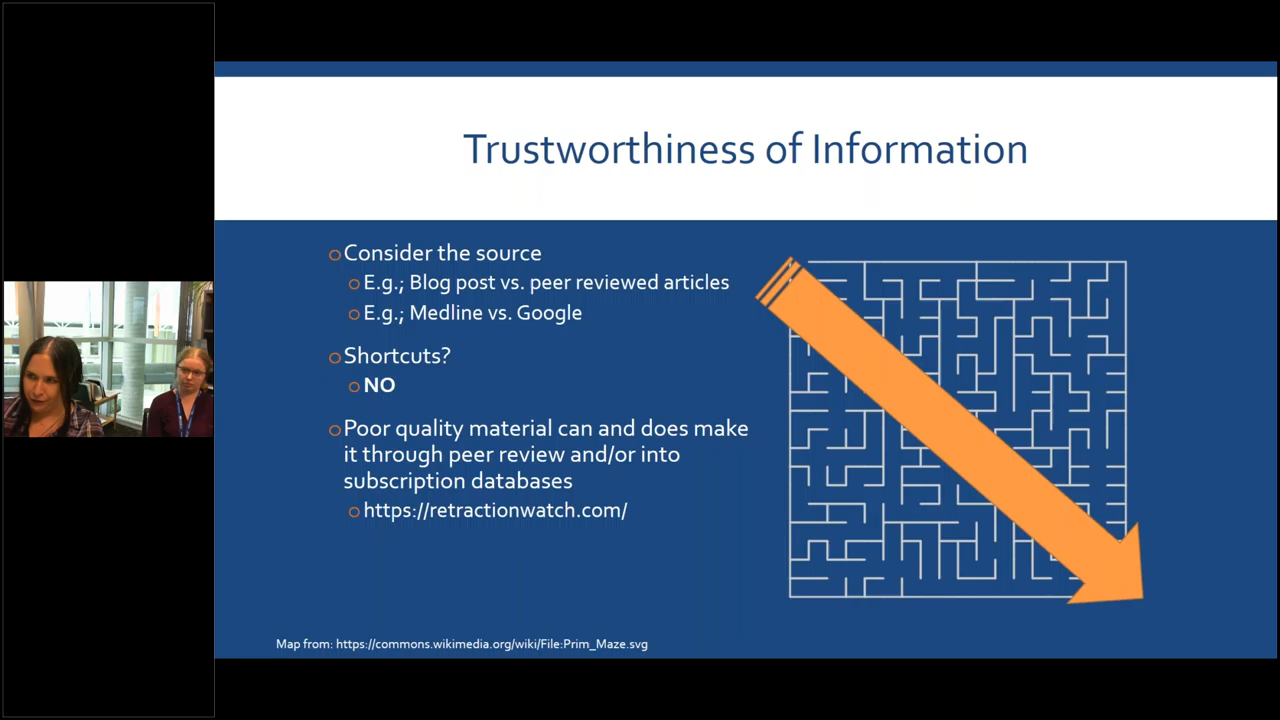 Trustworthiness of Information
Consider the source
E.g.; Blog post vs. peer reviewed articles
E.g.; Medline vs. Google
Shortcuts?
NO
Poor quality material can and does make
it through peer review and/or into
subscription databases
https://retractionwatch.com/
Map from: https://commons.wikimedia.org/wiki/File:Prim_Maze.svg